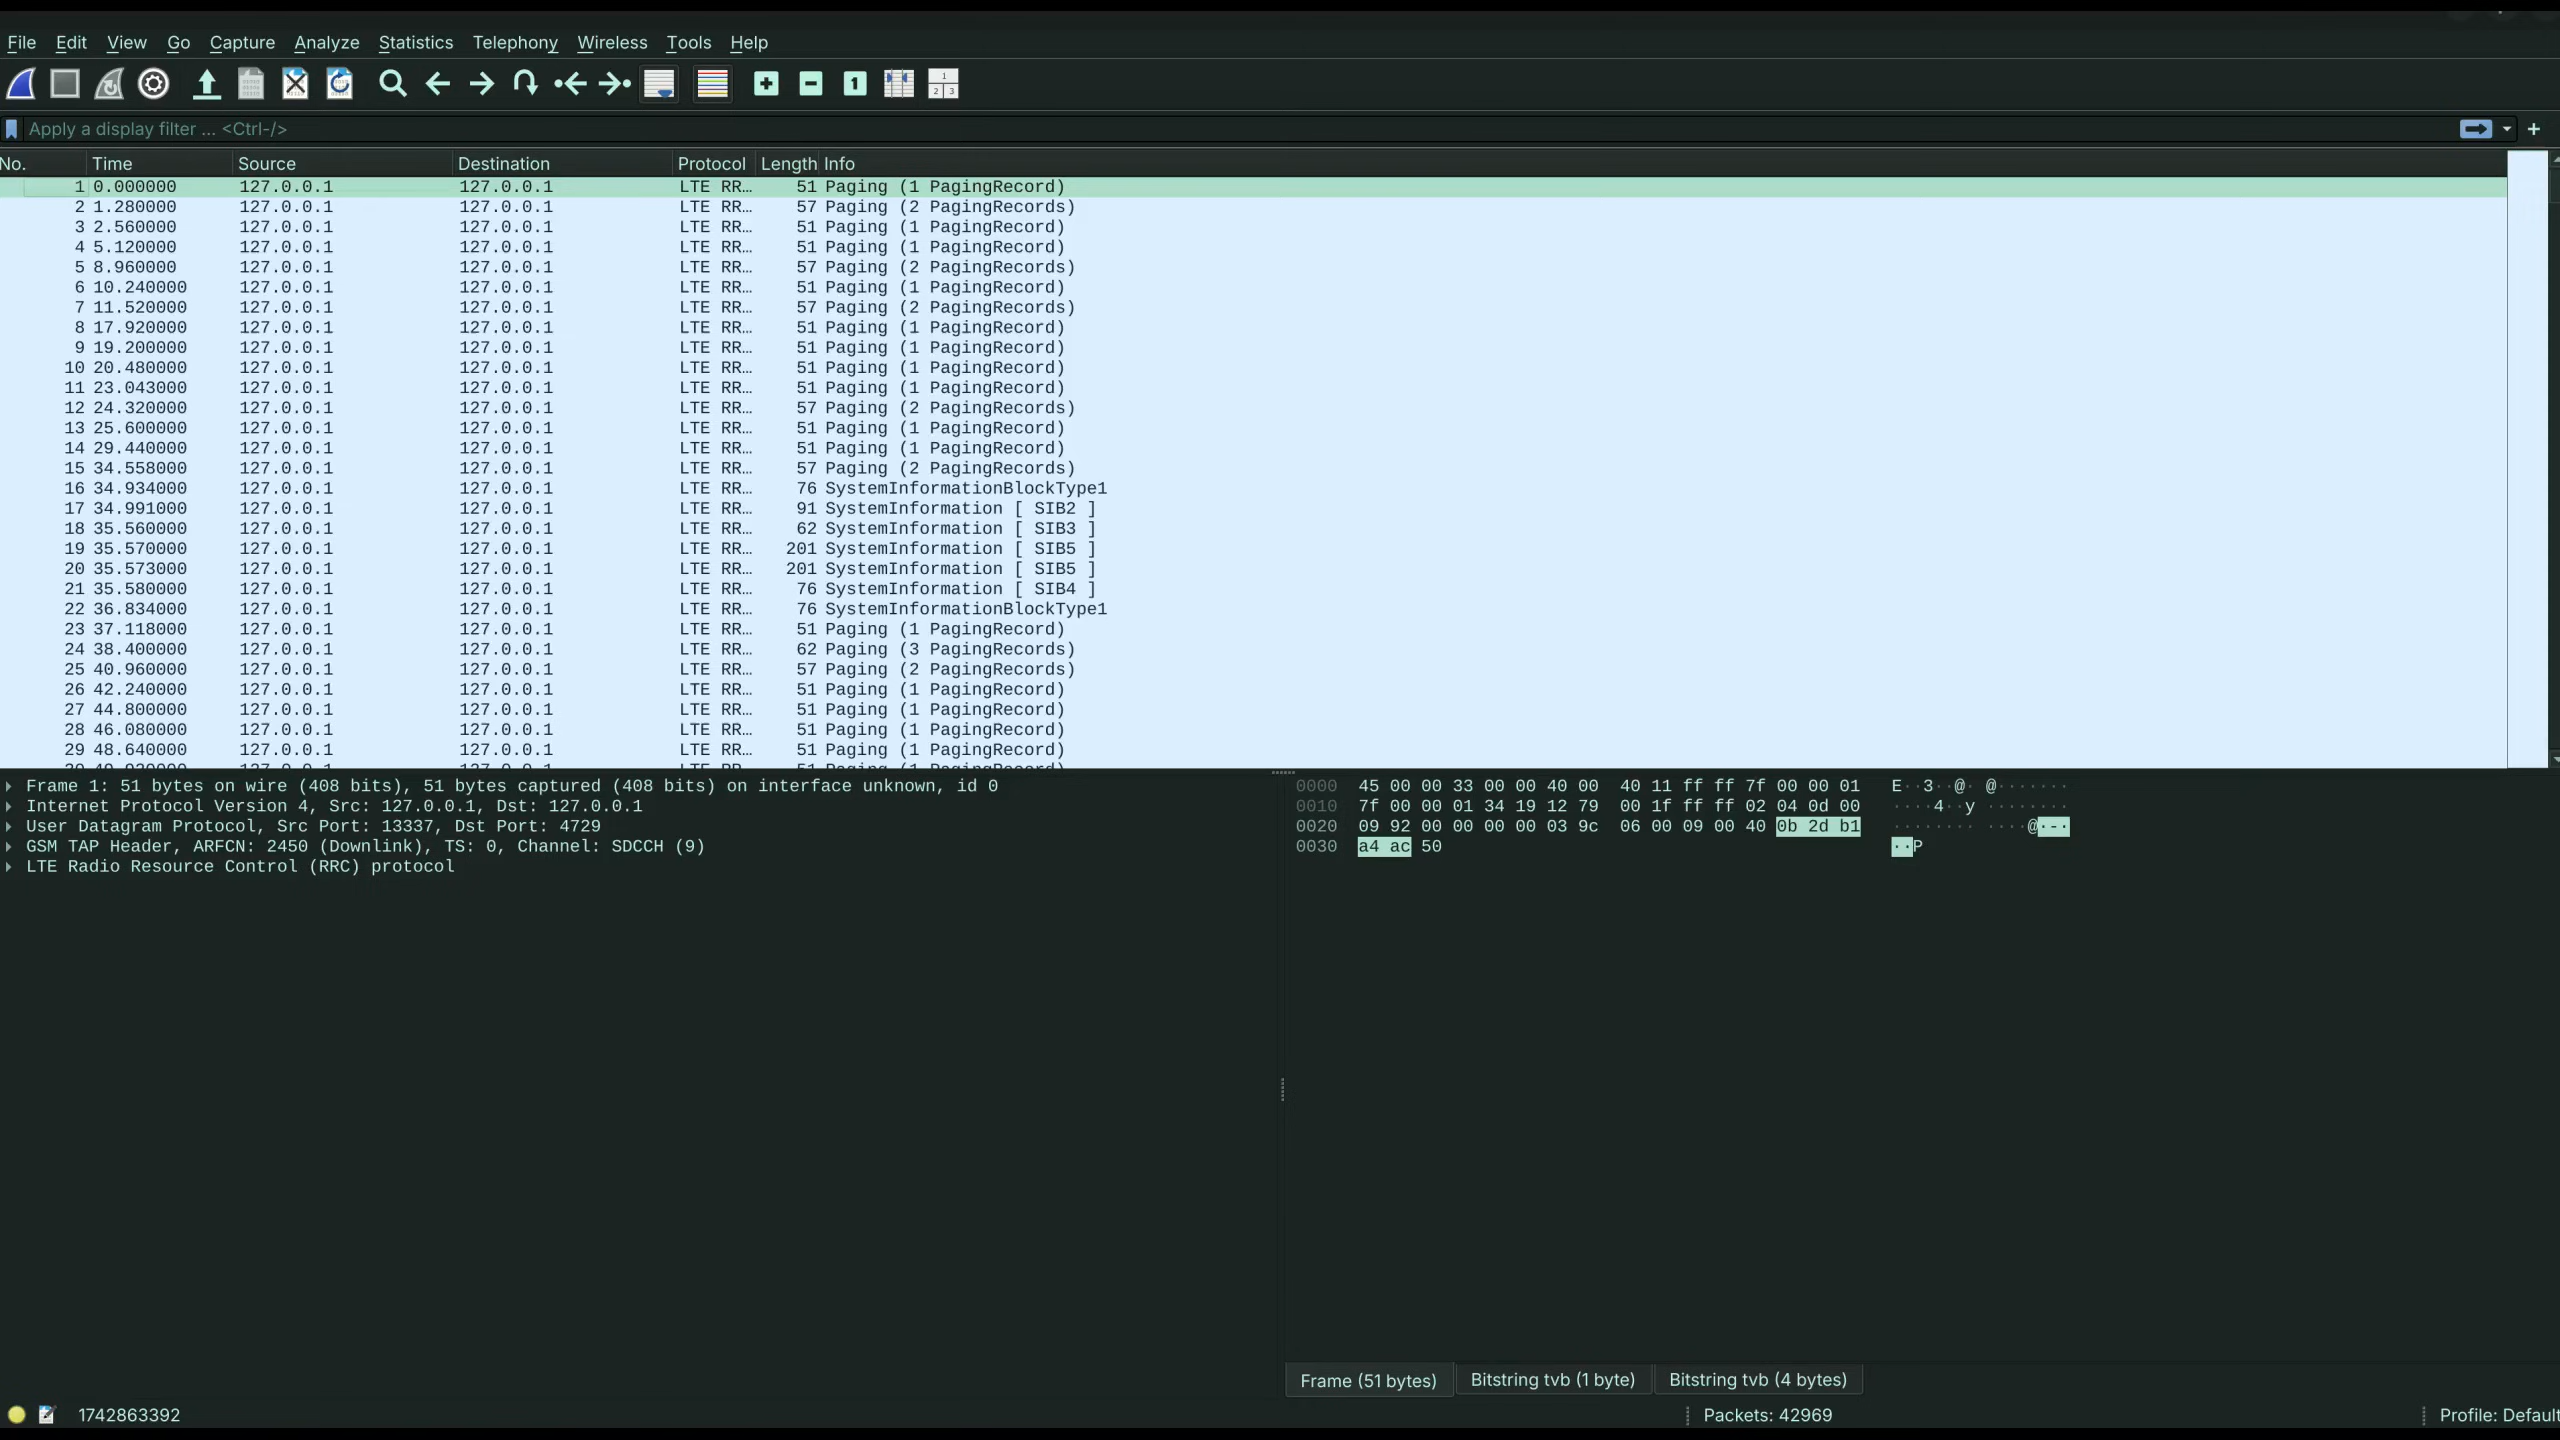 File Edit View Go Capture Analyze Statistics Telephony Wireless Tools Help
Apply a display filter ... <Ctrl-/>
No. Time Source Destination Protocol Length Info
1 0.000000 127.0.0.1 127.0.0.1 LTE RR… 51 Paging (1 PagingRecord)
2 1.280000 127.0.0.1 127.0.0.1 LTE RR… 57 Paging (2 PagingRecords)
3 2.560000 127.0.0.1 127.0.0.1 LTE RR… 51 Paging (1 PagingRecord)
4 5.120000 127.0.0.1 127.0.0.1 LTE RR… 51 Paging (1 PagingRecord)
5 8.960000 127.0.0.1 127.0.0.1 LTE RR… 57 Paging (2 PagingRecords)
6 10.240000 127.0.0.1 127.0.0.1 LTE RR… 51 Paging (1 PagingRecord)
7 11.520000 127.0.0.1 127.0.0.1 LTE RR… 57 Paging (2 PagingRecords)
8 17.920000 127.0.0.1 127.0.0.1 LTE RR… 51 Paging (1 PagingRecord)
9 19.200000 127.0.0.1 127.0.0.1 LTE RR… 51 Paging (1 PagingRecord)
10 20.480000 127.0.0.1 127.0.0.1 LTE RR… 51 Paging (1 PagingRecord)
11 23.043000 127.0.0.1 127.0.0.1 LTE RR… 51 Paging (1 PagingRecord)
12 24.320000 127.0.0.1 127.0.0.1 LTE RR… 57 Paging (2 PagingRecords)
13 25.600000 127.0.0.1 127.0.0.1 LTE RR… 51 Paging (1 PagingRecord)
14 29.440000 127.0.0.1 127.0.0.1 LTE RR… 51 Paging (1 PagingRecord)
15 34.558000 127.0.0.1 127.0.0.1 LTE RR… 57 Paging (2 PagingRecords)
16 34.934000 127.0.0.1 127.0.0.1 LTE RR… 76 SystemInformationBlockType1
17 34.991000 127.0.0.1 127.0.0.1 LTE RR… 91 SystemInformation [ SIB2 ]
18 35.560000 127.0.0.1 127.0.0.1 LTE RR… 62 SystemInformation [ SIB3 ]
19 35.570000 127.0.0.1 127.0.0.1 LTE RR… 201 SystemInformation [ SIB5 ]
20 35.573000 127.0.0.1 127.0.0.1 LTE RR… 201 SystemInformation [ SIB5 ]
21 35.580000 127.0.0.1 127.0.0.1 LTE RR… 76 SystemInformation [ SIB4 ]
22 36.834000 127.0.0.1 127.0.0.1 LTE RR… 76 SystemInformationBlockType1
23 37.118000 127.0.0.1 127.0.0.1 LTE RR… 51 Paging (1 PagingRecord)
24 38.400000 127.0.0.1 127.0.0.1 LTE RR… 62 Paging (3 PagingRecords)
25 40.960000 127.0.0.1 127.0.0.1 LTE RR… 57 Paging (2 PagingRecords)
26 42.240000 127.0.0.1 127.0.0.1 LTE RR… 51 Paging (1 PagingRecord)
27 44.800000 127.0.0.1 127.0.0.1 LTE RR… 51 Paging (1 PagingRecord)
28 46.080000 127.0.0.1 127.0.0.1 LTE RR… 51 Paging (1 PagingRecord)
29 48.640000 127.0.0.1 127.0.0.1 LTE RR… 51 Paging (1 PagingRecord)
Frame 1: 51 bytes on wire (408 bits), 51 bytes captured (408 bits) on interface unknown, id 0
Internet Protocol Version 4, Src: 127.0.0.1, Dst: 127.0.0.1
User Datagram Protocol, Src Port: 13337, Dst Port: 4729
GSM TAP Header, ARFCN: 2450 (Downlink), TS: 0, Channel: SDCCH (9)
LTE Radio Resource Control (RRC) protocol
0000 45 00 00 33 00 00 40 00 40 11 ff ff 7f 00 00 01 E··3··@· @·······
0010 7f 00 00 01 34 19 12 79 00 1f ff ff 02 04 0d 00 ····4··y ········
0020 09 92 00 00 00 00 03 9c 06 00 09 00 40 0b 2d b1 ········ ····@·-·
0030 a4 ac 50 ··P
Frame (51 bytes) Bitstring tvb (1 byte) Bitstring tvb (4 bytes)
1742863392 Packets: 42969 Profile: Default